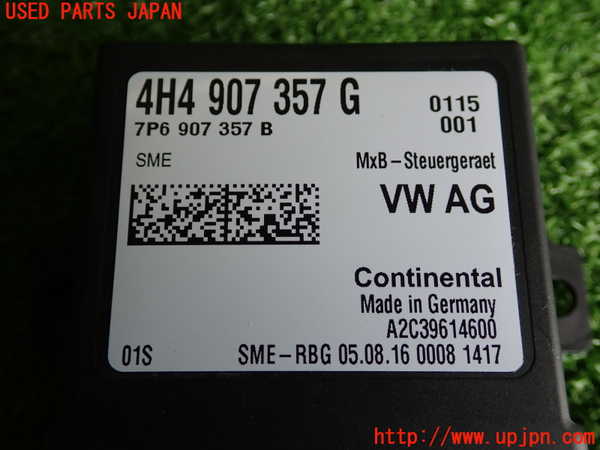 USED PARTS JAPAN
4H4 907 357 G
7P6 907 357 B
0115
001
SME
MxB-Steuergeraet
VW AG
Continental
Made in Germany
A2C39614600
01S
SME-RBG 05.08.16 0008 1417
UPJ
http://www.upjpn.com/